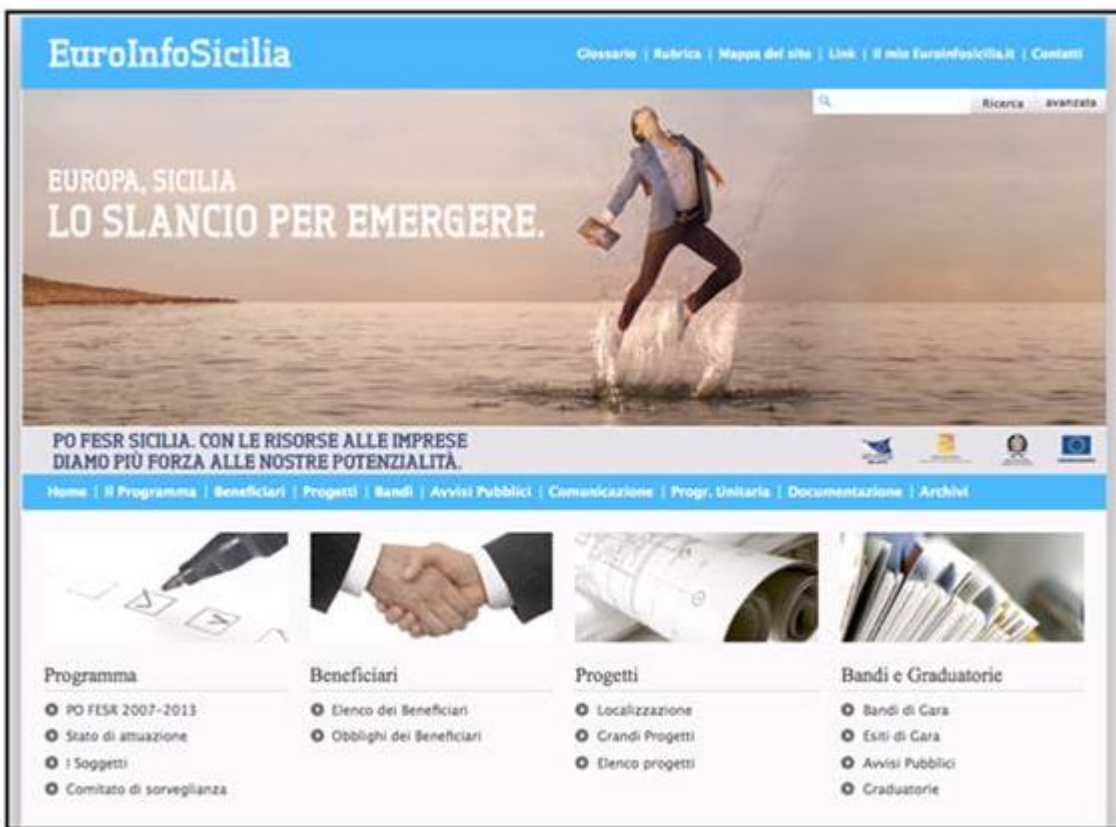 EuroInfoSicilia
Glossario | Rubrica | Mappa del sito | Link | Il mio Euroinfosicilia.it | Contatti
Ricerca avanzata
EUROPA, SICILIA
LO SLANCIO PER EMERGERE.
PO FESR SICILIA. CON LE RISORSE ALLE IMPRESE
DIAMO PIÙ FORZA ALLE NOSTRE POTENZIALITÀ.
Home | Il Programma | Beneficiari | Progetti | Bandi | Avvisi Pubblici | Comunicazione | Progr. Unitaria | Documentazione | Archivi
Programma
PO FESR 2007-2013
Stato di attuazione
I Soggetti
Comitato di sorveglianza
Beneficiari
Elenco dei Beneficiari
Obblighi dei Beneficiari
Progetti
Localizzazione
Grandi Progetti
Elenco progetti
Bandi e Graduatorie
Bandi di Gara
Esiti di Gara
Avvisi Pubblici
Graduatorie